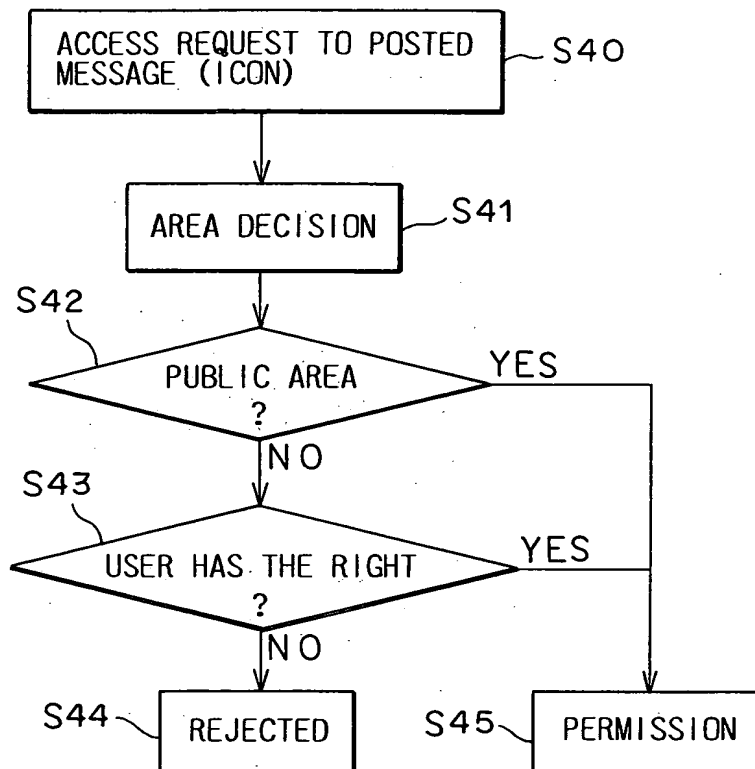 ACCESS REQUEST TO POSTED
MESSAGE (ICON)
S40
AREA DECISION
S41
S42
PUBLIC AREA
?
YES
NO
S43
USER HAS THE RIGHT
?
YES
NO
S44
REJECTED
S45
PERMISSION